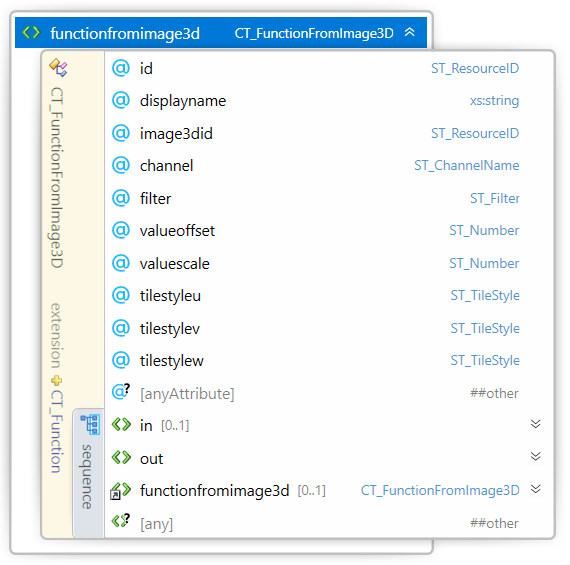 functionfromimage3d CT_FunctionFromImage3D
CT_FunctionFromImage3D
extension CT_Function
@ id ST_ResourceID
@ displayname xs:string
@ image3did ST_ResourceID
@ channel ST_ChannelName
@ filter ST_Filter
@ valueoffset ST_Number
@ valuescale ST_Number
@ tilestyleu ST_TileStyle
@ tilestylev ST_TileStyle
@ tilestylew ST_TileStyle
@? [anyAttribute] ##other
sequence
in [0..1]
out
functionfromimage3d [0..1] CT_FunctionFromImage3D
[any] ##other